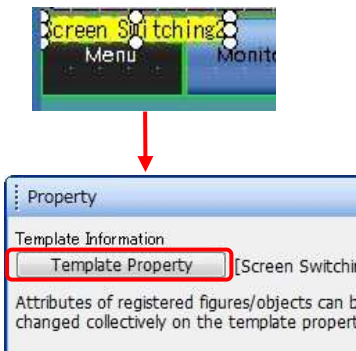 Screen Switching2
Menu
Monito
Property
Template Information
Template Property
[Screen Switchin
Attributes of registered figures/objects can b
changed collectively on the template propert